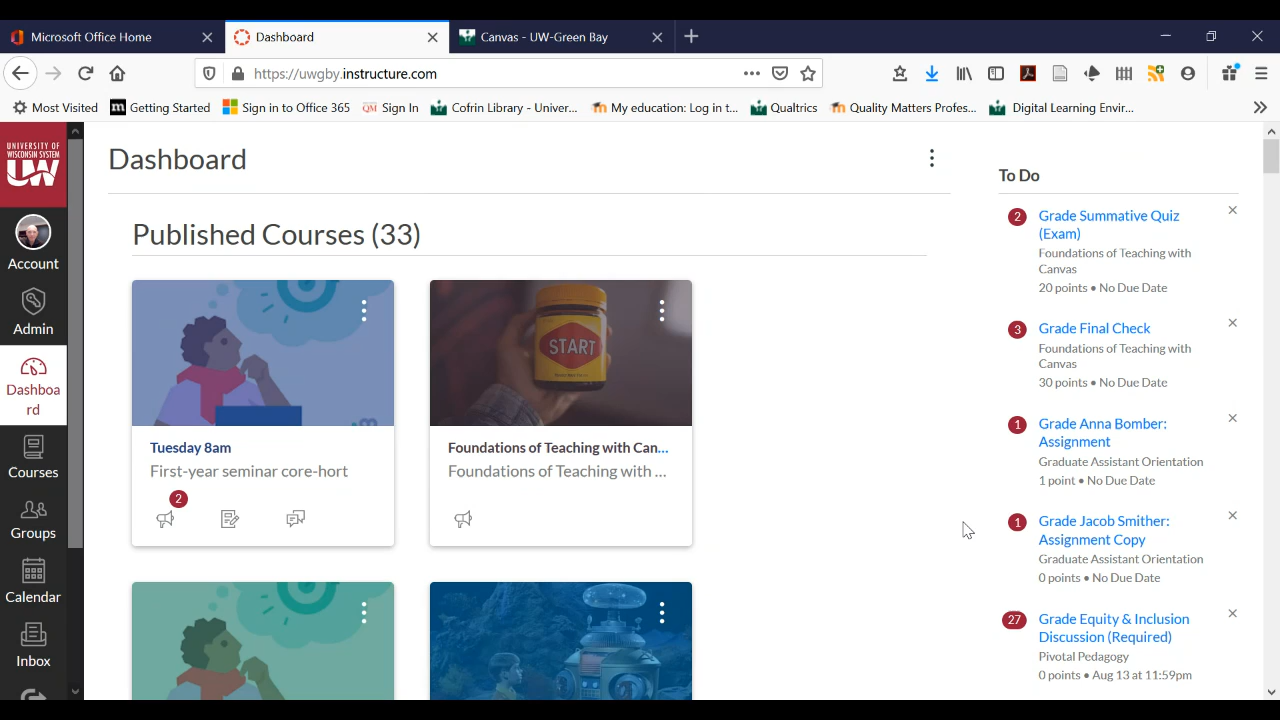 Microsoft Office Home
Dashboard
Canvas - UW-Green Bay
https://uwgby.instructure.com
Most Visited
Getting Started
Sign in to Office 365
QM Sign In
Cofrin Library - Univer...
My education: Log in t...
Qualtrics
Quality Matters Profes...
Digital Learning Envir...
UNIVERSITY OF
WISCONSIN SYSTEM
UW
Account
Admin
Dashboa
rd
Courses
Groups
Calendar
Inbox
Dashboard
Published Courses (33)
START
Tuesday 8am
First-year seminar core-hort
2
Foundations of Teaching with Can...
Foundations of Teaching with ...
To Do
2
Grade Summative Quiz
(Exam)
Foundations of Teaching with
Canvas
20 points • No Due Date
3
Grade Final Check
Foundations of Teaching with
Canvas
30 points • No Due Date
1
Grade Anna Bomber:
Assignment
Graduate Assistant Orientation
1 point • No Due Date
1
Grade Jacob Smither:
Assignment Copy
Graduate Assistant Orientation
0 points • No Due Date
27
Grade Equity & Inclusion
Discussion (Required)
Pivotal Pedagogy
0 points • Aug 13 at 11:59pm